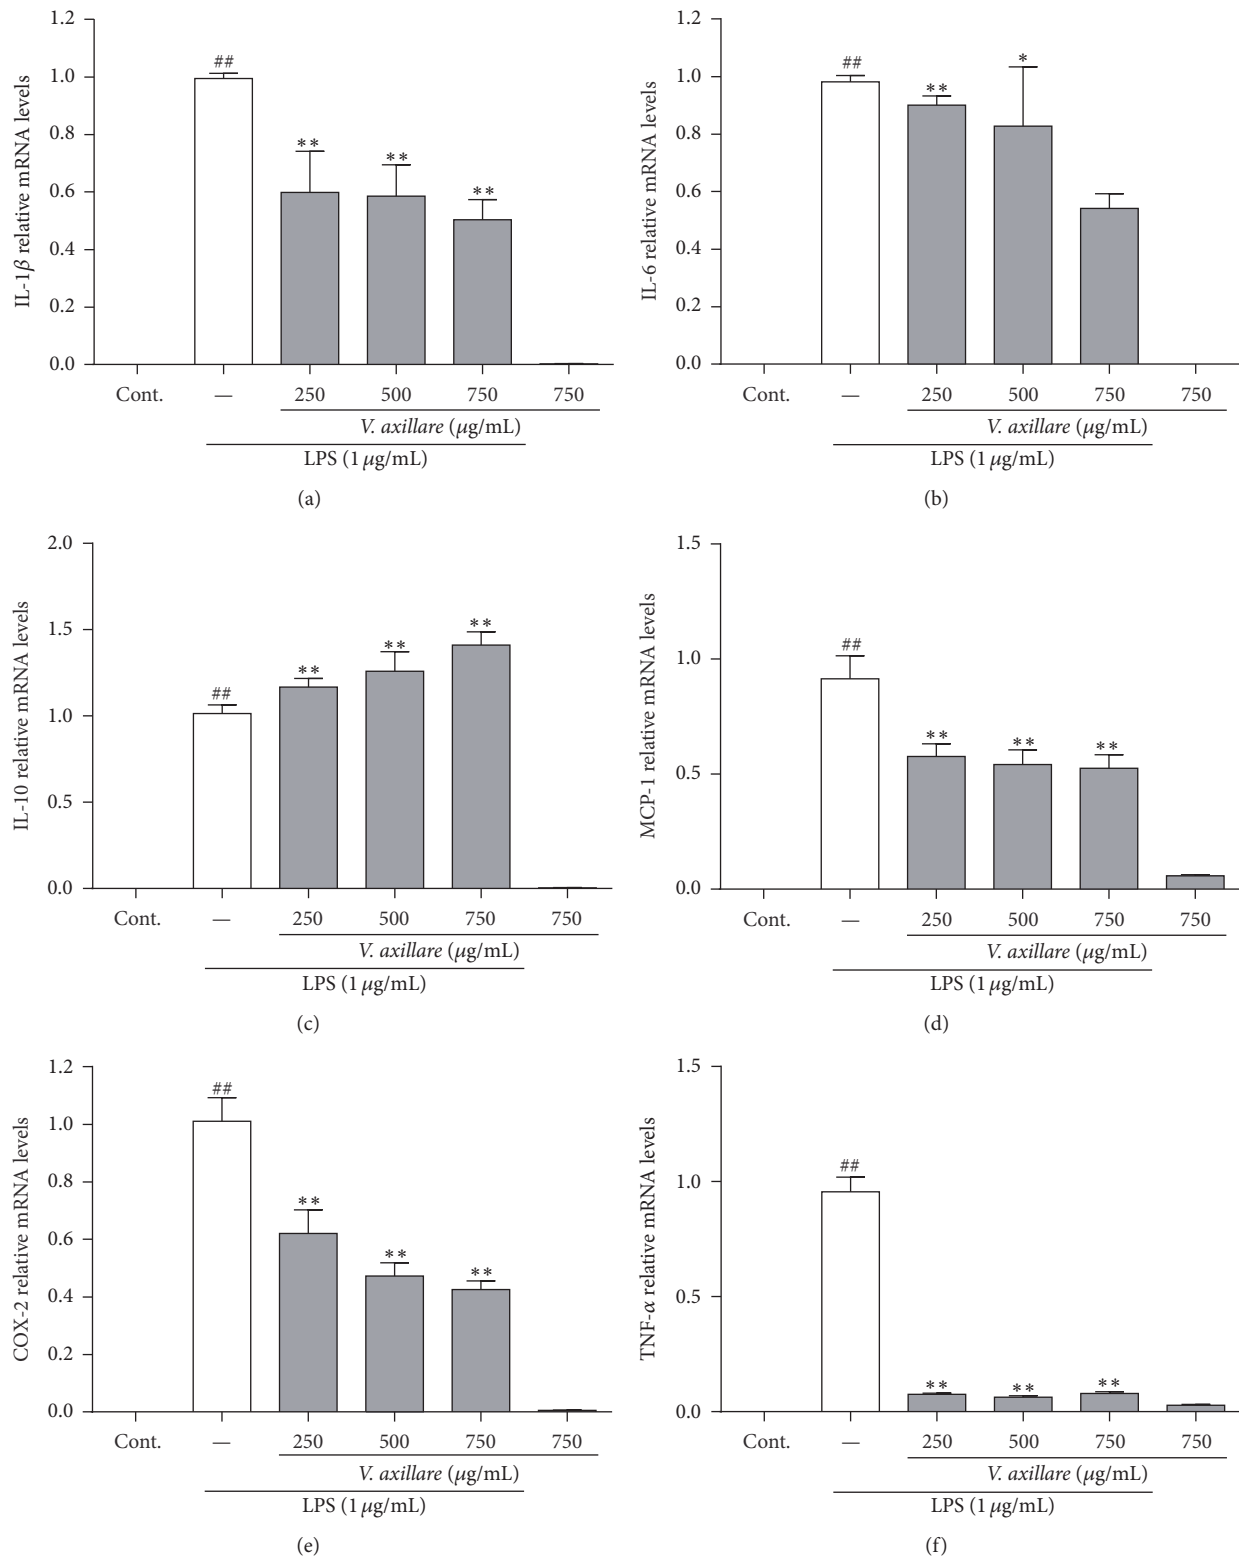 IL-1β relative mRNA levels
1.2
1.0
0.8
0.6
0.4
0.2
0.0
##
**
**
**
Cont. — 250 500 750 750
V. axillare (μg/mL)
LPS (1 μg/mL)
(a)
IL-6 relative mRNA levels
1.2
1.0
0.8
0.6
0.4
0.2
0.0
##
**
*
Cont. — 250 500 750 750
V. axillare (μg/mL)
LPS (1 μg/mL)
(b)
IL-10 relative mRNA levels
2.0
1.5
1.0
0.5
0.0
##
**
**
**
Cont. — 250 500 750 750
V. axillare (μg/mL)
LPS (1 μg/mL)
(c)
MCP-1 relative mRNA levels
1.5
1.0
0.5
0.0
##
**
**
**
Cont. — 250 500 750 750
V. axillare (μg/mL)
LPS (1 μg/mL)
(d)
COX-2 relative mRNA levels
1.2
1.0
0.8
0.6
0.4
0.2
0.0
##
**
**
**
Cont. — 250 500 750 750
V. axillare (μg/mL)
LPS (1 μg/mL)
(e)
TNF-α relative mRNA levels
1.5
1.0
0.5
0.0
##
**
**
**
Cont. — 250 500 750 750
V. axillare (μg/mL)
LPS (1 μg/mL)
(f)